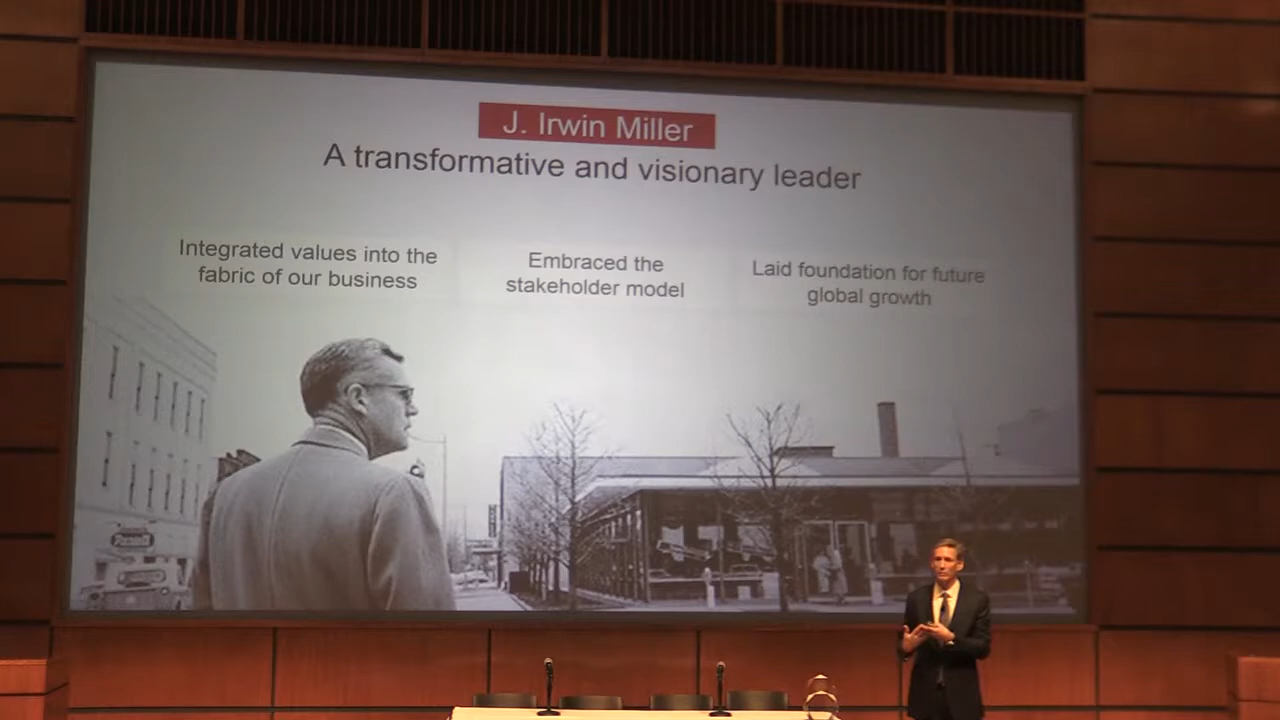 J. Irwin Miller
A transformative and visionary leader
Integrated values into the
fabric of our business
Embraced the
stakeholder model
Laid foundation for future
global growth